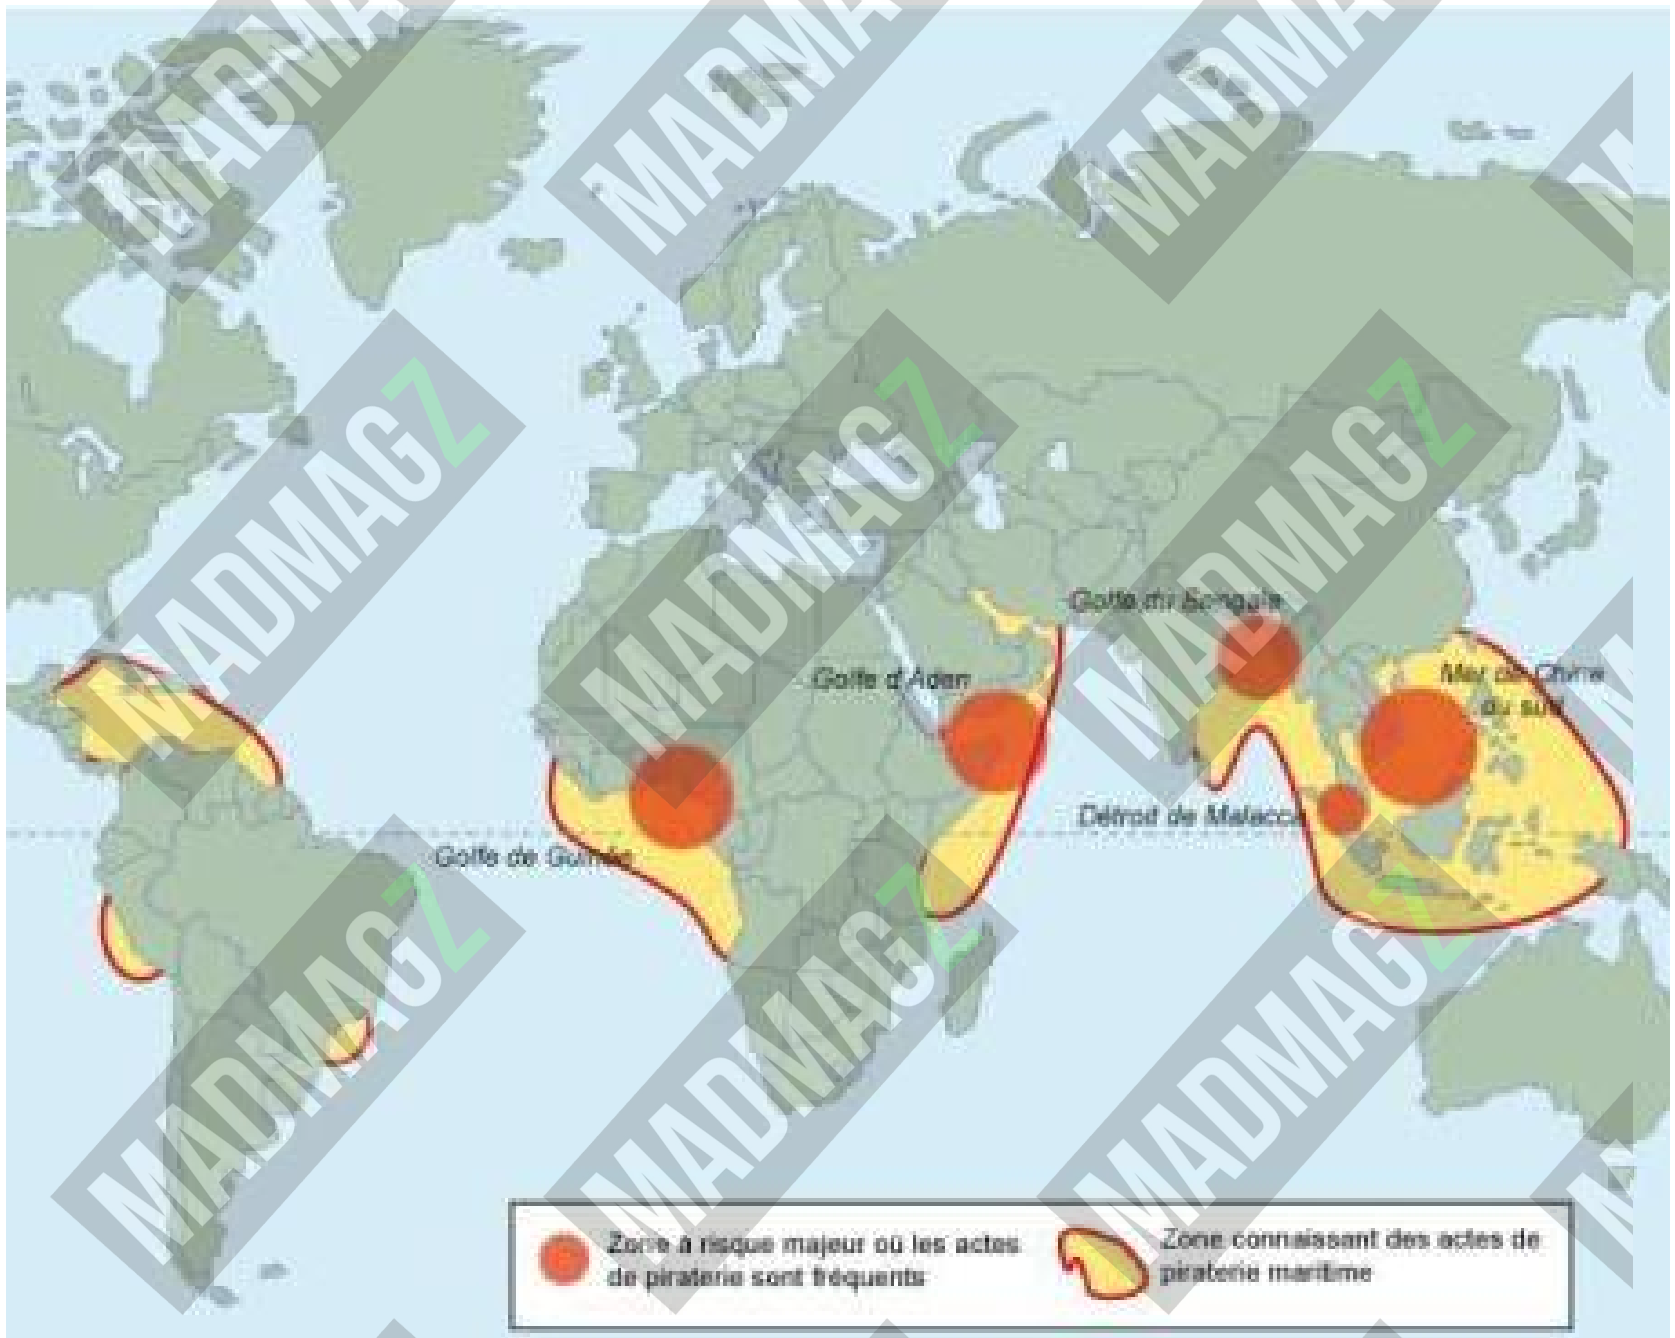 MADMAGZ
Golfe du Bengale
Golfe d'Aden
Mer de Chine
du sud
Détroit de Malacca
Golfe de Guinée
Zone à risque majeur où les actes
de piraterie sont fréquents
Zone connaissant des actes de
piraterie maritime